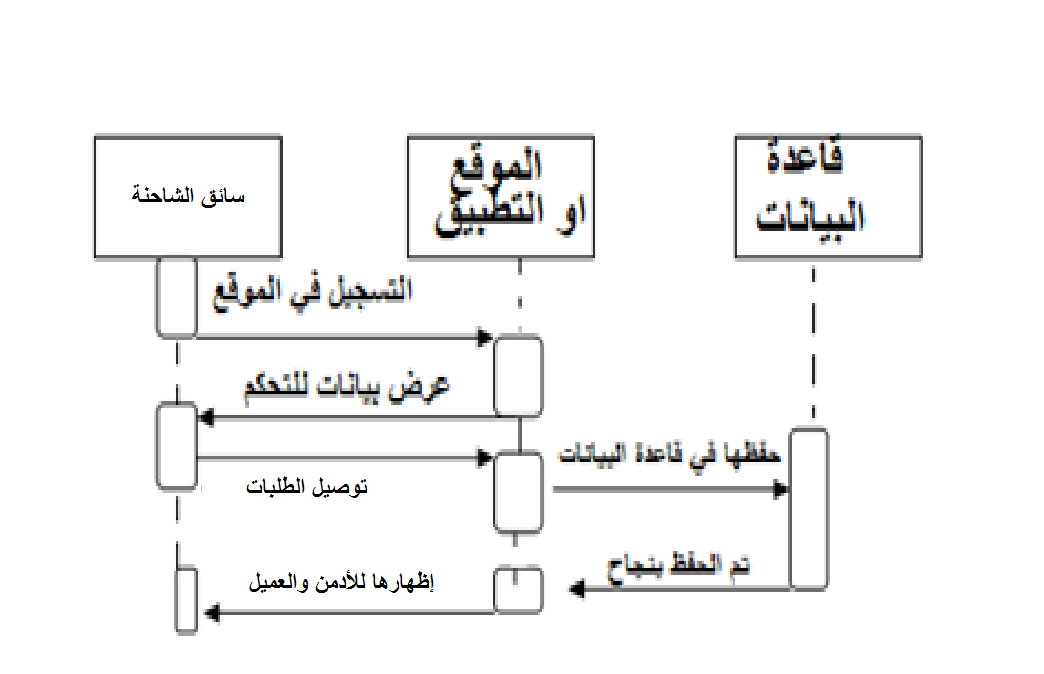 سائق الشاحنة
الموقع
او التطبيق
قاعدة
البيانات
التسجيل في الموقع
عرض بيانات للتحكم
حفظها في قاعدة البيانات
توصيل الطلبات
تم الحفظ بنجاح
إظهارها للأدمن والعميل